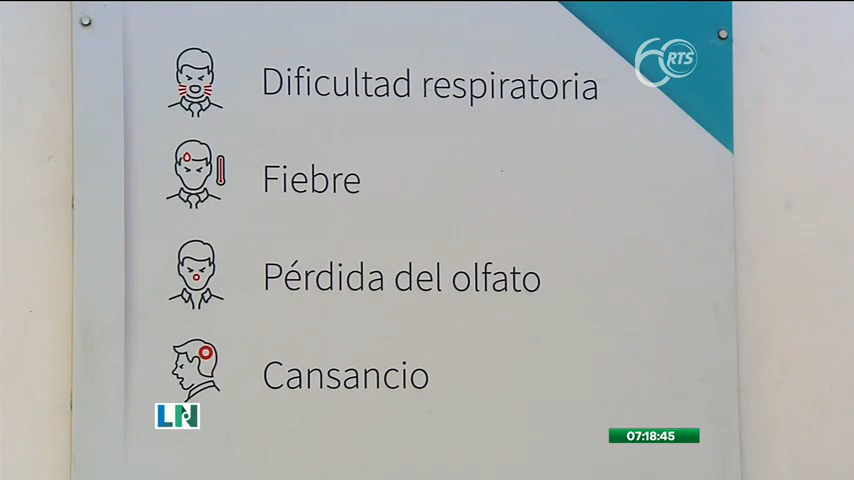 60 RTS
Dificultad respiratoria
Fiebre
Pérdida del olfato
Cansancio
LN
07:18:45